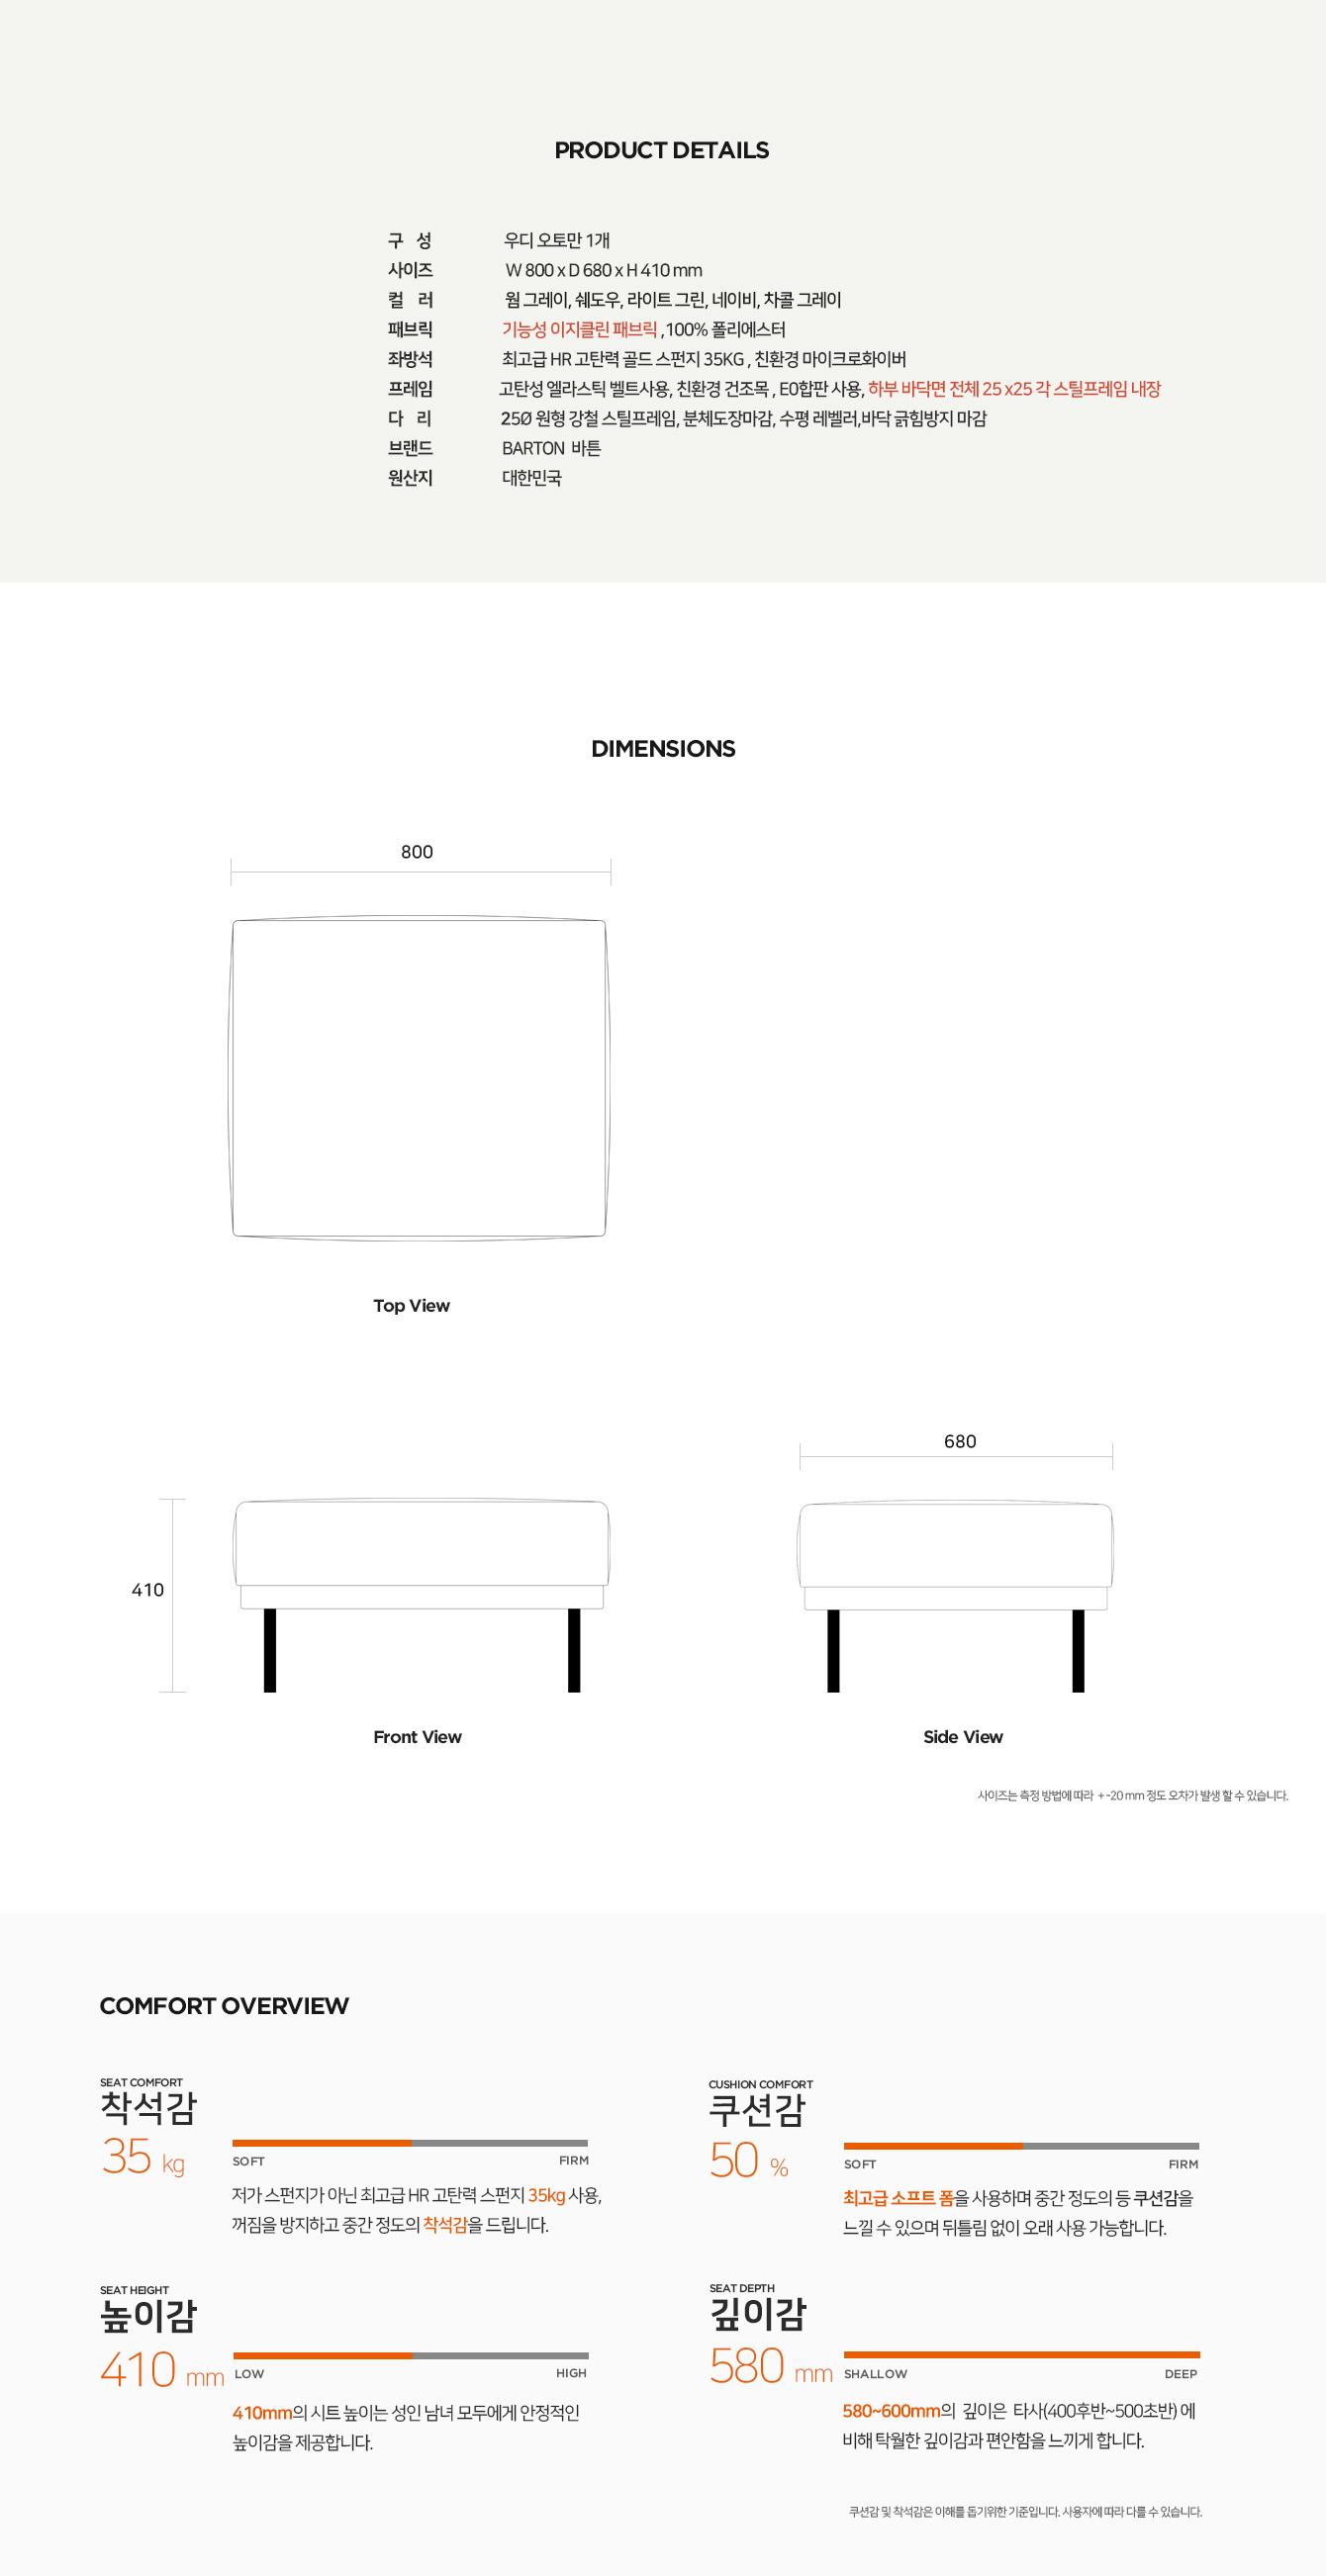 PRODUCT DETAILS
구 성 우디 오토만 1개
사이즈 W 800 x D 680 x H 410 mm
컬 러 웜 그레이, 쉐도우, 라이트 그린, 네이비, 차콜 그레이
패브릭 기능성 이지클린 패브릭 ,100% 폴리에스터
좌방석 최고급 HR 고탄력 골드 스펀지 35KG , 친환경 마이크로화이버
프레임 고탄성 엘라스틱 벨트사용, 친환경 건조목 , E0합판 사용, 하부 바닥면 전체 25 x25 각 스틸프레임 내장
다 리 25Ø 원형 강철 스틸프레임, 분체도장마감, 수평 레벨러,바닥 긁힘방지 마감
브랜드 BARTON 바튼
원산지 대한민국
DIMENSIONS
800
Top View
680
410
Front View Side View
사이즈는 측정 방법에 따라 + -20 mm 정도 오차가 발생 할 수 있습니다.
COMFORT OVERVIEW
SEAT COMFORT
착석감
35 kg
SOFT FIRM
저가 스펀지가 아닌 최고급 HR 고탄력 스펀지 35kg 사용,
꺼짐을 방지하고 중간 정도의 착석감을 드립니다.
CUSHION COMFORT
쿠션감
50 %
SOFT FIRM
최고급 소프트 폼을 사용하며 중간 정도의 등 쿠션감을
느낄 수 있으며 뒤틀림 없이 오래 사용 가능합니다.
SEAT HEIGHT
높이감
410 mm
LOW HIGH
410mm의 시트 높이는 성인 남녀 모두에게 안정적인
높이감을 제공합니다.
SEAT DEPTH
깊이감
580 mm
SHALLOW DEEP
580~600mm의 깊이은 타사(400후반~500초반) 에
비해 탁월한 깊이감과 편안함을 느끼게 합니다.
쿠션감 및 착석감은 이해를 돕기위한 기준입니다. 사용자에 따라 다를 수 있습니다.